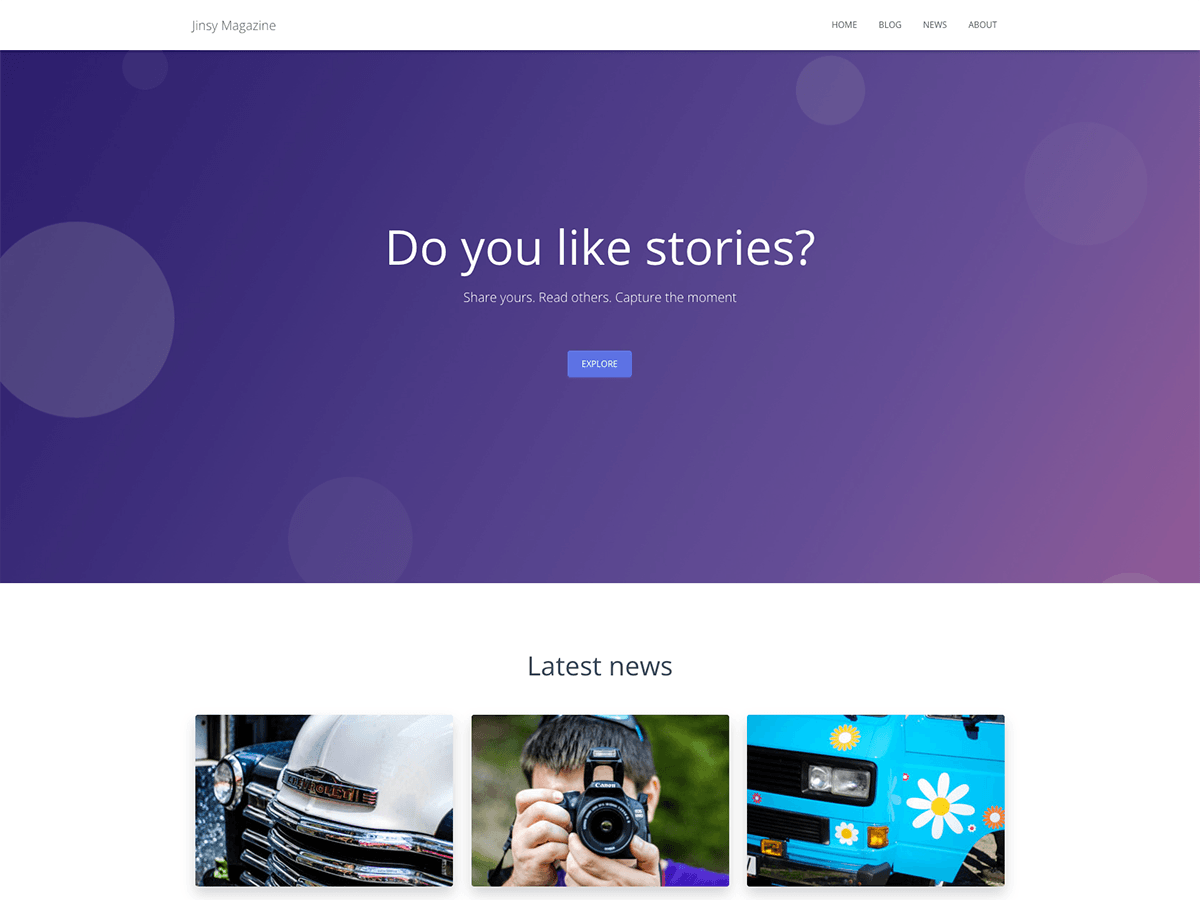 Jinsy Magazine
HOME BLOG NEWS ABOUT
Do you like stories?
Share yours. Read others. Capture the moment
EXPLORE
Latest news
CHEVROLET
Canon